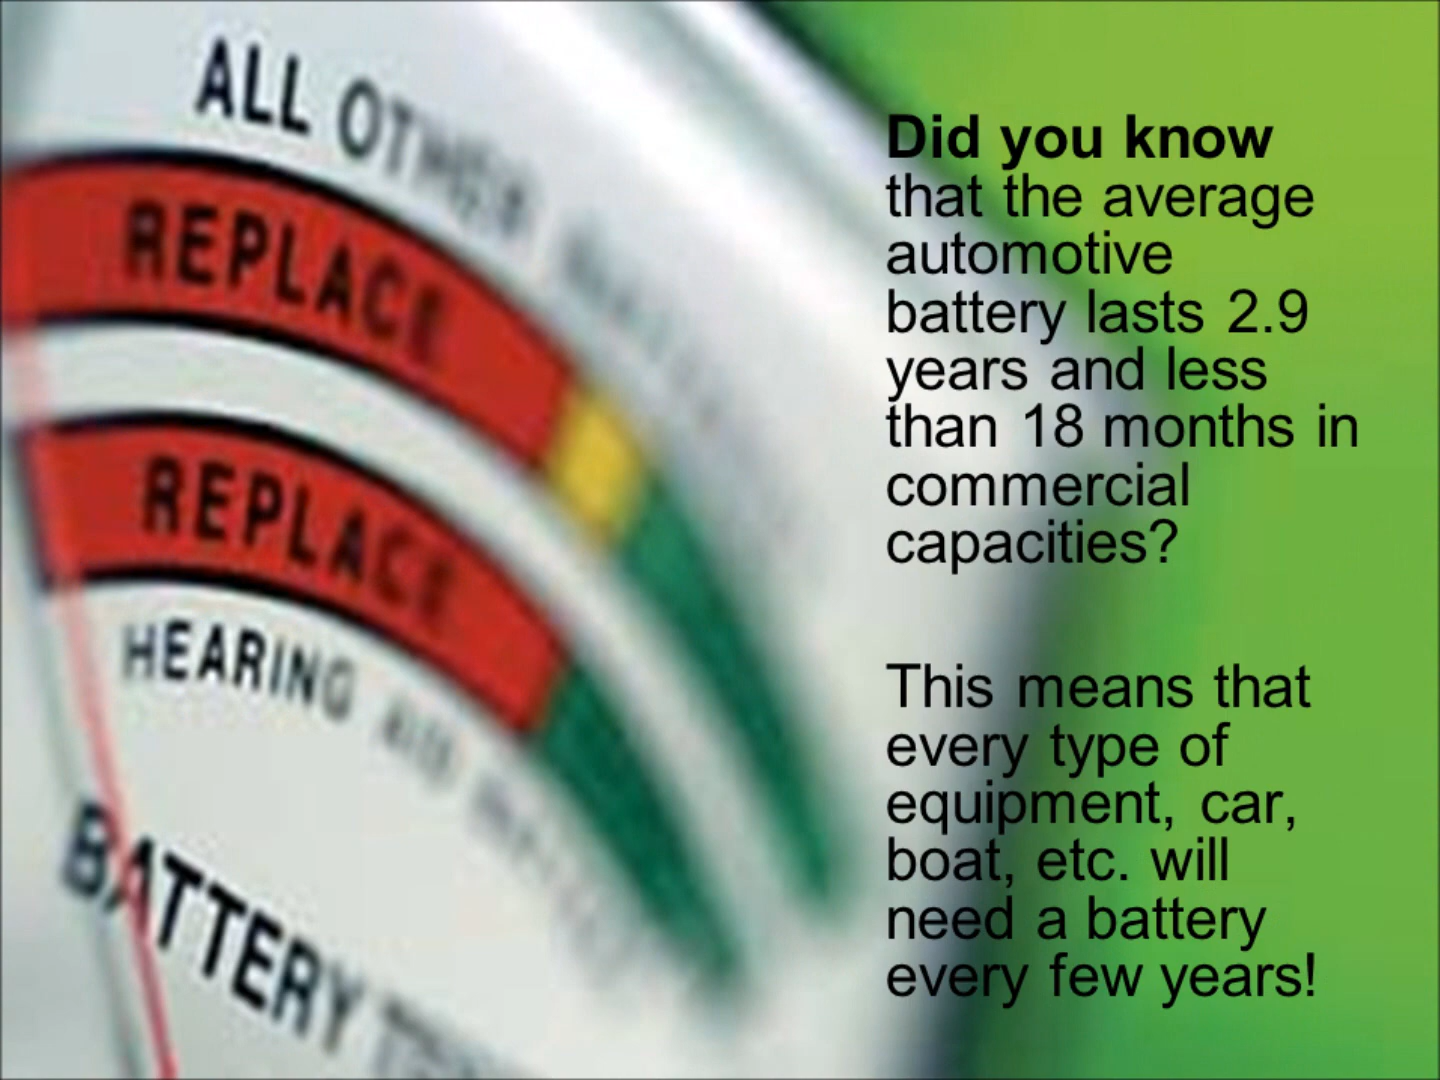 ALL OTHER
REPLACE
REPLACE
HEARING AID
BATTERY
Did you know
that the average
automotive
battery lasts 2.9
years and less
than 18 months in
commercial
capacities?
This means that
every type of
equipment, car,
boat, etc. will
need a battery
every few years!